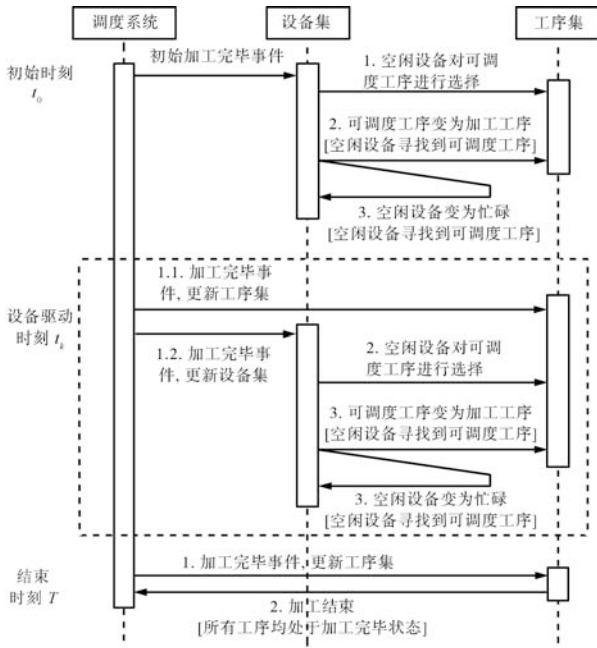 调度系统
设备集
工序集
初始时刻
t₀
初始加工完毕事件
1. 空闲设备对可调
度工序进行选择
2. 可调度工序变为加工工序
[空闲设备寻找到可调度工序]
3. 空闲设备变为忙碌
[空闲设备寻找到可调度工序]
设备驱动
时刻 tₖ
1.1. 加工完毕事
件, 更新工序集
1.2. 加工完毕事
件, 更新设备集
2. 空闲设备对可调
度工序进行选择
3. 可调度工序变为加工工序
[空闲设备寻找到可调度工序]
3. 空闲设备变为忙碌
[空闲设备寻找到可调度工序]
结束
时刻 T
1. 加工完毕事件, 更新工序集
2. 加工结束
[所有工序均处于加工完毕状态]